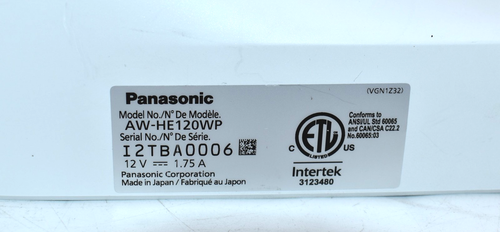 Panasonic
Model No./N° De Modèle.
AW-HE120WP
Serial No./N° De Série.
I2TBA0006
12 V ⎓ 1.75 A
Panasonic Corporation
Made in Japan / Fabriqué au Japon
(VGN1Z32)
ETL
LISTED
C US
Intertek
3123480
Conforms to
ANSI/UL Std 60065
and CAN/CSA C22.2
No.60065:03